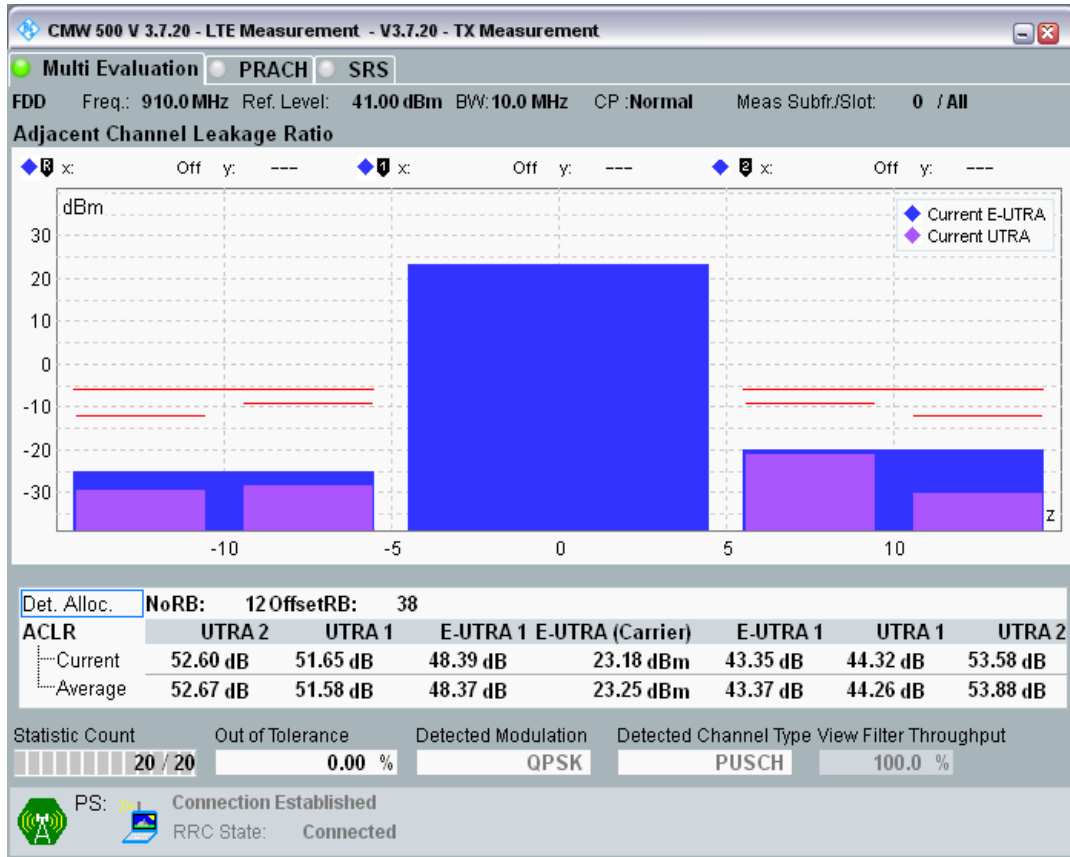 CMW 500 V 3.7.20 - LTE Measurement - V3.7.20 - TX Measurement
Multi Evaluation PRACH SRS
FDD Freq.: 910.0 MHz Ref. Level: 41.00 dBm BW: 10.0 MHz CP :Normal Meas Subfr./Slot: 0 / All
Adjacent Channel Leakage Ratio
R x: Off y: --- 1 x: Off y: --- 2 x: Off y: ---
dBm
Current E-UTRA
Current UTRA
30
20
10
0
-10
-20
-30
z
-10 -5 0 5 10
Det. Alloc. NoRB: 12 OffsetRB: 38
ACLR UTRA 2 UTRA 1 E-UTRA 1 E-UTRA (Carrier) E-UTRA 1 UTRA 1 UTRA 2
Current 52.60 dB 51.65 dB 48.39 dB 23.18 dBm 43.35 dB 44.32 dB 53.58 dB
Average 52.67 dB 51.58 dB 48.37 dB 23.25 dBm 43.37 dB 44.26 dB 53.88 dB
Statistic Count Out of Tolerance Detected Modulation Detected Channel Type View Filter Throughput
20 / 20 0.00 % QPSK PUSCH 100.0 %
PS: Connection Established
RRC State: Connected